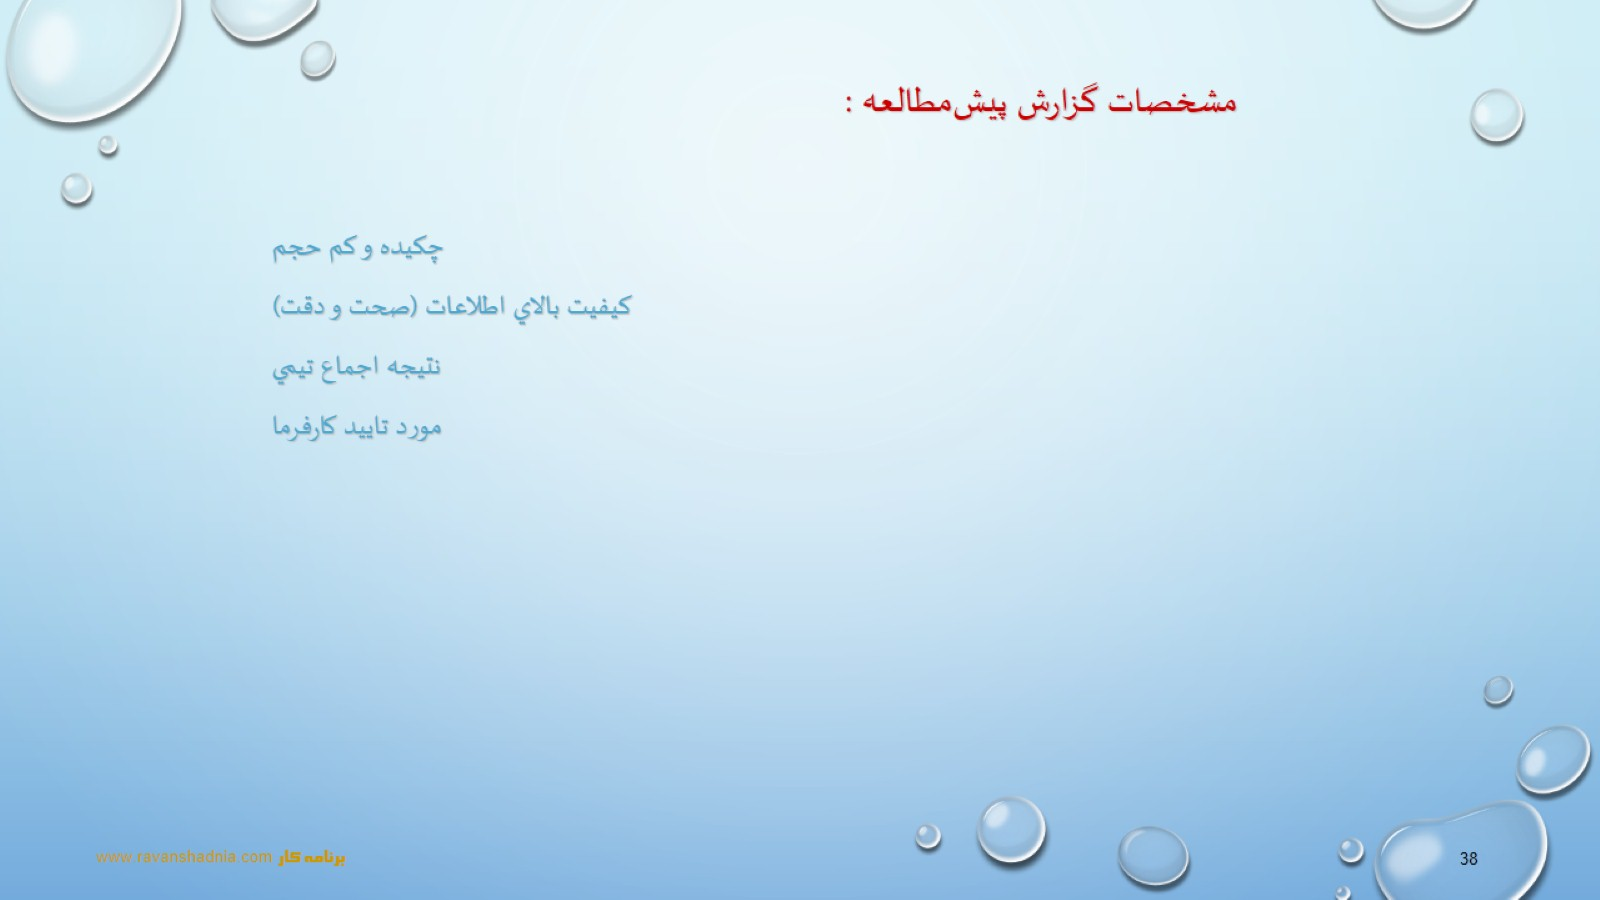 مشخصات گزارش پیش‌مطالعه :
چکیده و کم حجم
کیفیت بالاي اطلاعات (صحت و دقت)
نتیجه اجماع تیمي
مورد تایید کارفرما
برنامه کار www.ravanshadnia.com
38